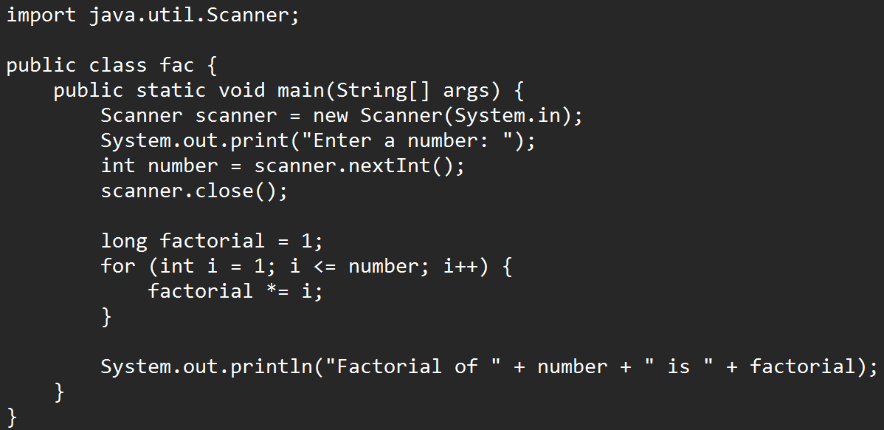 import java.util.Scanner;

public class fac {
    public static void main(String[] args) {
        Scanner scanner = new Scanner(System.in);
        System.out.print("Enter a number: ");
        int number = scanner.nextInt();
        scanner.close();

        long factorial = 1;
        for (int i = 1; i <= number; i++) {
            factorial *= i;
        }

        System.out.println("Factorial of " + number + " is " + factorial);
    }
}